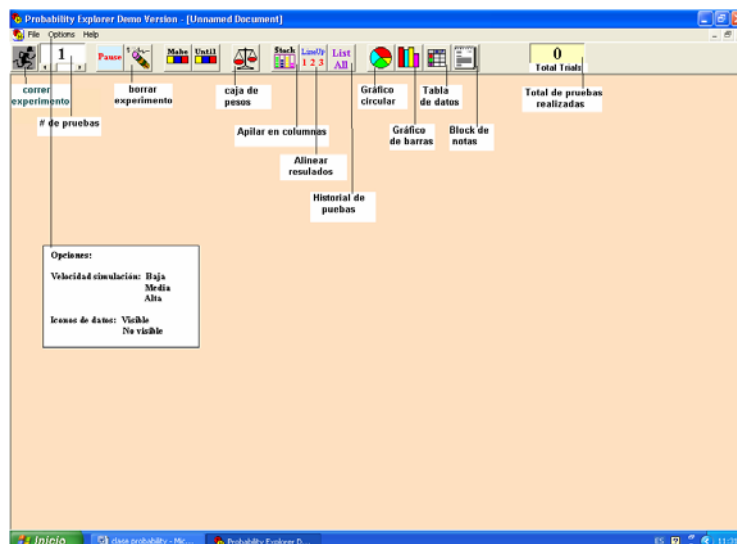 Probability Explorer Demo Version - [Unnamed Document]
File Options Help
1 Pause Make Until Stack LineUp 1 2 3 List All 0 Total Trials
correr experimento
borrar experimento
caja de pesos
Gráfico circular
Tabla de datos
Total de pruebas realizadas
# de pruebas
Apilar en columnas
Gráfico de barras
Block de notas
Alinear resulados
Historial de puebas
Opciones:
Velocidad simulación: Baja
Media
Alta
Iconos de datos: Visible
No visible
Inicio clase probability - Mic... Probability Explorer D... ES 11:39